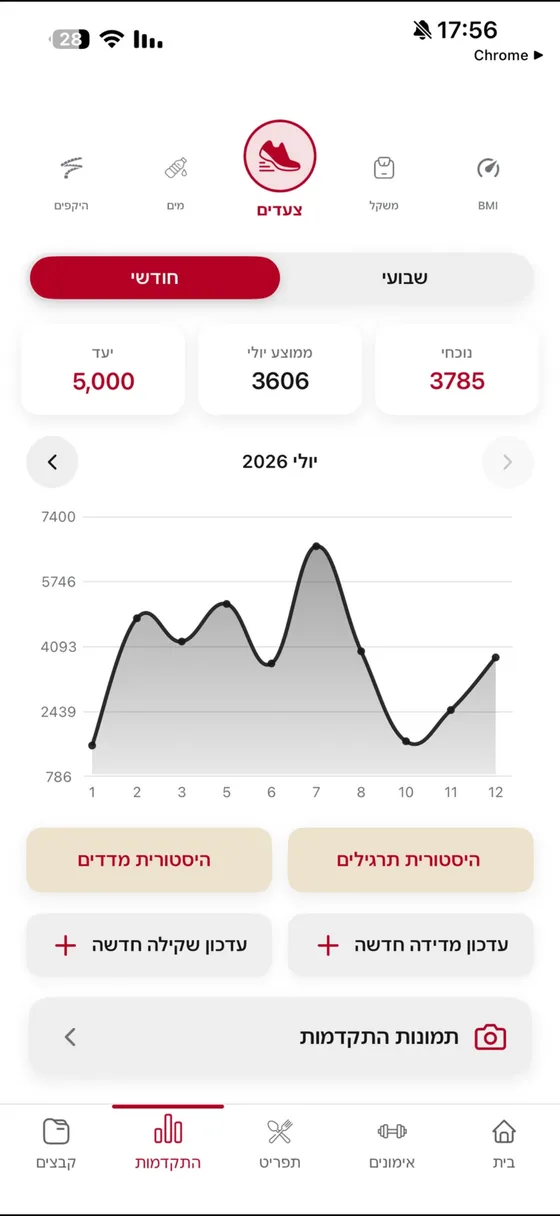 17:56
28
Chrome ▶
BMI
משקל
צעדים
מים
היקפים
שבועי
חודשי
נוכחי
3785
ממוצע יולי
3606
יעד
5,000
יולי 2026
7400
5746
4093
2439
786
1 2 3 5 6 7 8 10 11 12
היסטורית תרגילים
היסטורית מדדים
עדכון מדידה חדשה
עדכון שקילה חדשה
תמונות התקדמות
בית
אימונים
תפריט
התקדמות
קבצים